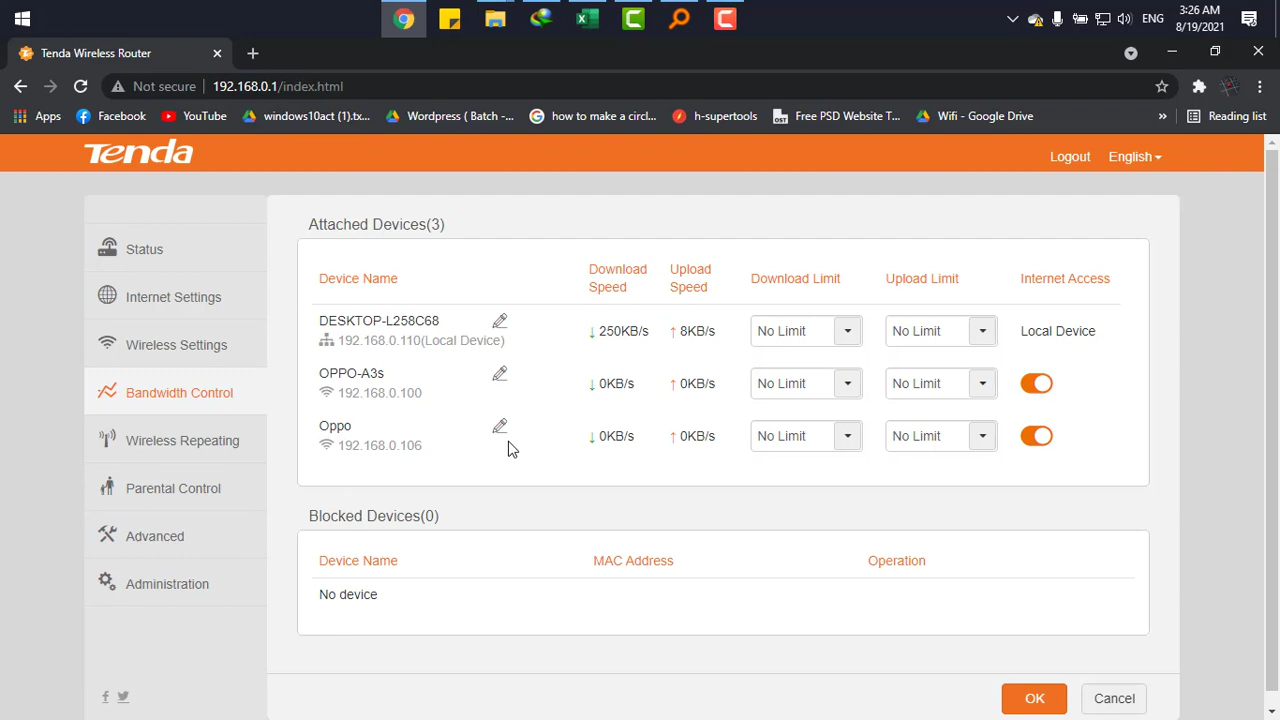 ENG
3:26 AM
8/19/2021
Tenda Wireless Router
Not secure
192.168.0.1/index.html
Apps
Facebook
YouTube
windows10act (1).tx...
Wordpress ( Batch -...
how to make a circl...
h-supertools
Free PSD Website T...
Wifi - Google Drive
»
Reading list
Tenda
Logout
English
Status
Internet Settings
Wireless Settings
Bandwidth Control
Wireless Repeating
Parental Control
Advanced
Administration
Attached Devices(3)
Device Name
Download Speed
Upload Speed
Download Limit
Upload Limit
Internet Access
DESKTOP-L258C68
192.168.0.110(Local Device)
↓ 250KB/s
↑ 8KB/s
No Limit
No Limit
Local Device
OPPO-A3s
192.168.0.100
↓ 0KB/s
↑ 0KB/s
No Limit
No Limit
Oppo
192.168.0.106
↓ 0KB/s
↑ 0KB/s
No Limit
No Limit
Blocked Devices(0)
Device Name
MAC Address
Operation
No device
OK
Cancel